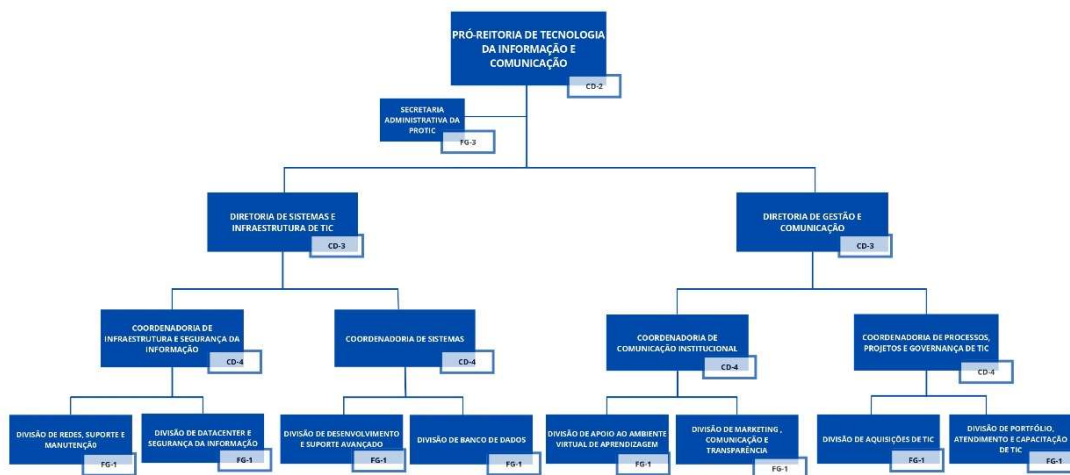 PRÓ-REITORIA DE TECNOLOGIA
DA INFORMAÇÃO E
COMUNICAÇÃO
CD-2
SECRETARIA
ADMINISTRATIVA DA
PROTIC
FG-3
DIRETORIA DE SISTEMAS E
INFRAESTRUTURA DE TIC
CD-3
DIRETORIA DE GESTÃO E
COMUNICAÇÃO
CD-3
COORDENADORIA DE
INFRAESTRUTURA E SEGURANÇA DA
INFORMAÇÃO
CD-4
COORDENADORIA DE SISTEMAS
CD-4
COORDENADORIA DE
COMUNICAÇÃO INSTITUCIONAL
CD-4
COORDENADORIA DE PROCESSOS,
PROJETOS E GOVERNANÇA DE TIC
CD-4
DIVISÃO DE REDES, SUPORTE E
MANUTENÇÃO
FG-1
DIVISÃO DE DATACENTER E
SEGURANÇA DA INFORMAÇÃO
FG-1
DIVISÃO DE DESENVOLVIMENTO
E SUPORTE AVANÇADO
FG-1
DIVISÃO DE BANCO DE DADOS
FG-1
DIVISÃO DE APOIO AO AMBIENTE
VIRTUAL DE APRENDIZAGEM
FG-1
DIVISÃO DE MARKETING ,
COMUNICAÇÃO E
TRANSPARÊNCIA
FG-1
DIVISÃO DE AQUISIÇÕES DE TIC
FG-1
DIVISÃO DE PORTFÓLIO,
ATENDIMENTO E CAPACITAÇÃO
DE TIC
FG-1